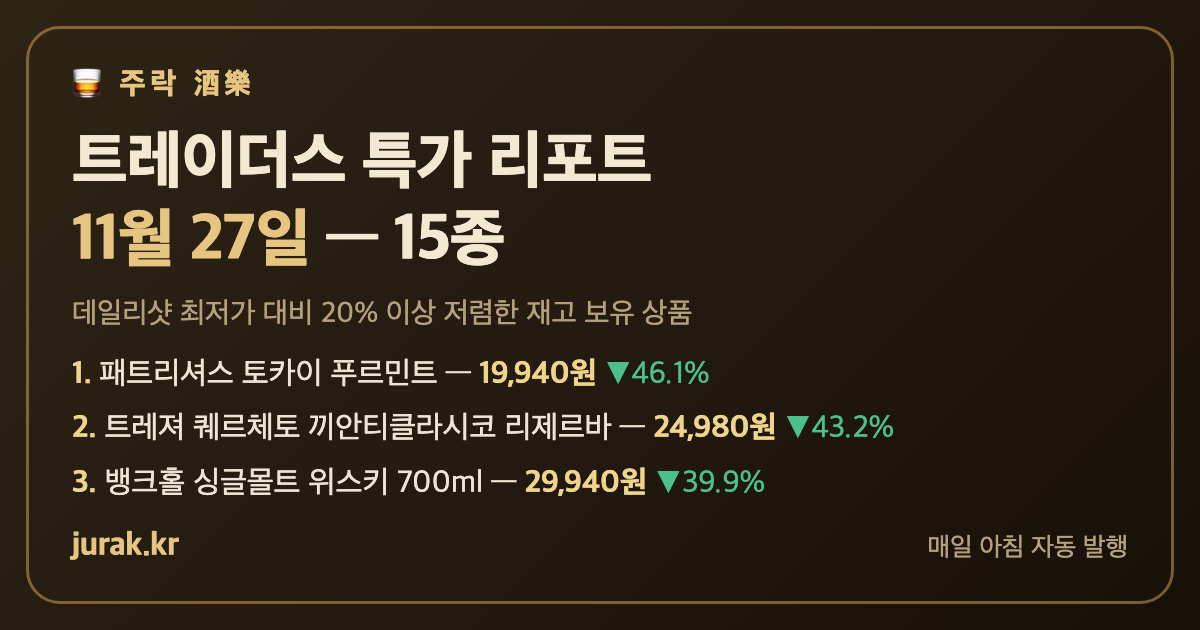 주락 酒樂
트레이더스 특가 리포트
11월 27일 — 15종
데일리샷 최저가 대비 20% 이상 저렴한 재고 보유 상품
1. 패트리셔스 토카이 푸르민트 — 19,940원 ▼46.1%
2. 트레져 퀘르체토 끼안티클라시코 리제르바 — 24,980원 ▼43.2%
3. 뱅크홀 싱글몰트 위스키 700ml — 29,940원 ▼39.9%
jurak.kr
매일 아침 자동 발행